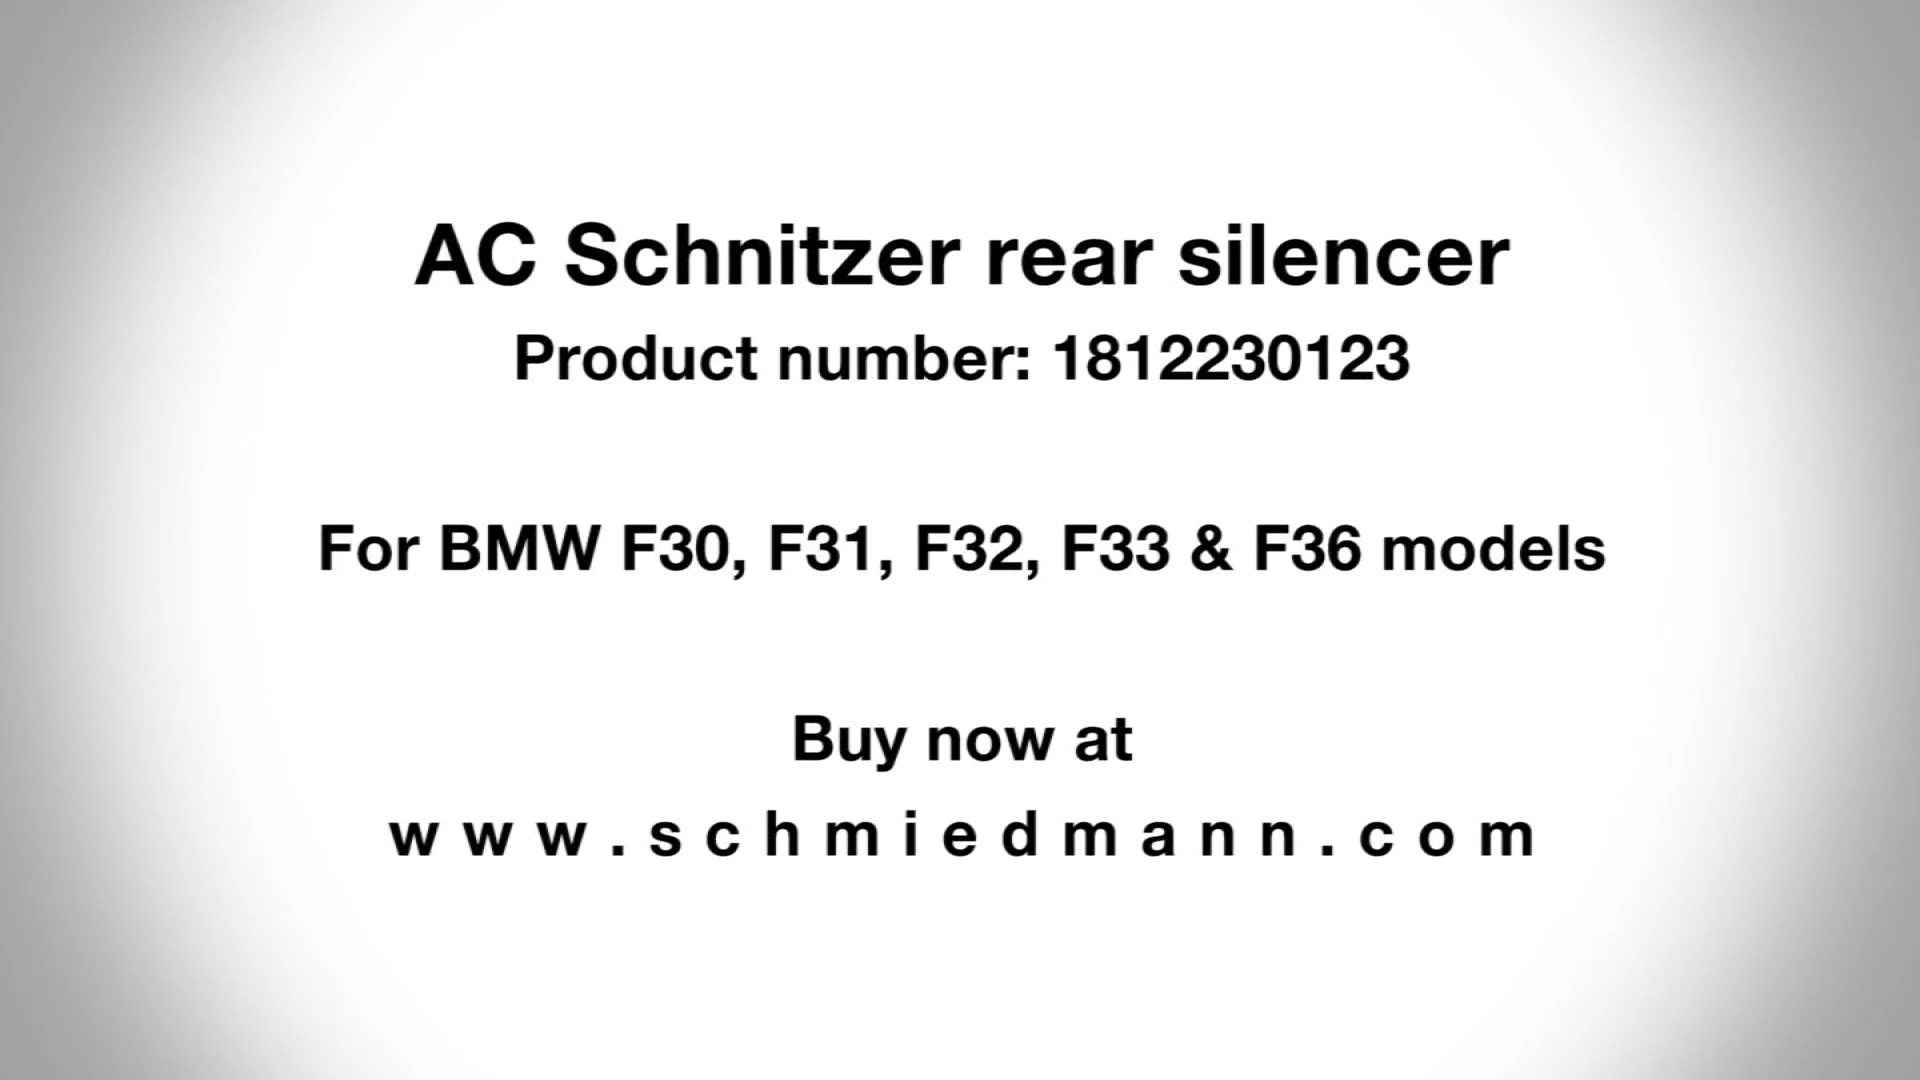 AC Schnitzer rear silencer
Product number: 1812230123
For BMW F30, F31, F32, F33 & F36 models
Buy now at
www.schmiedmann.com